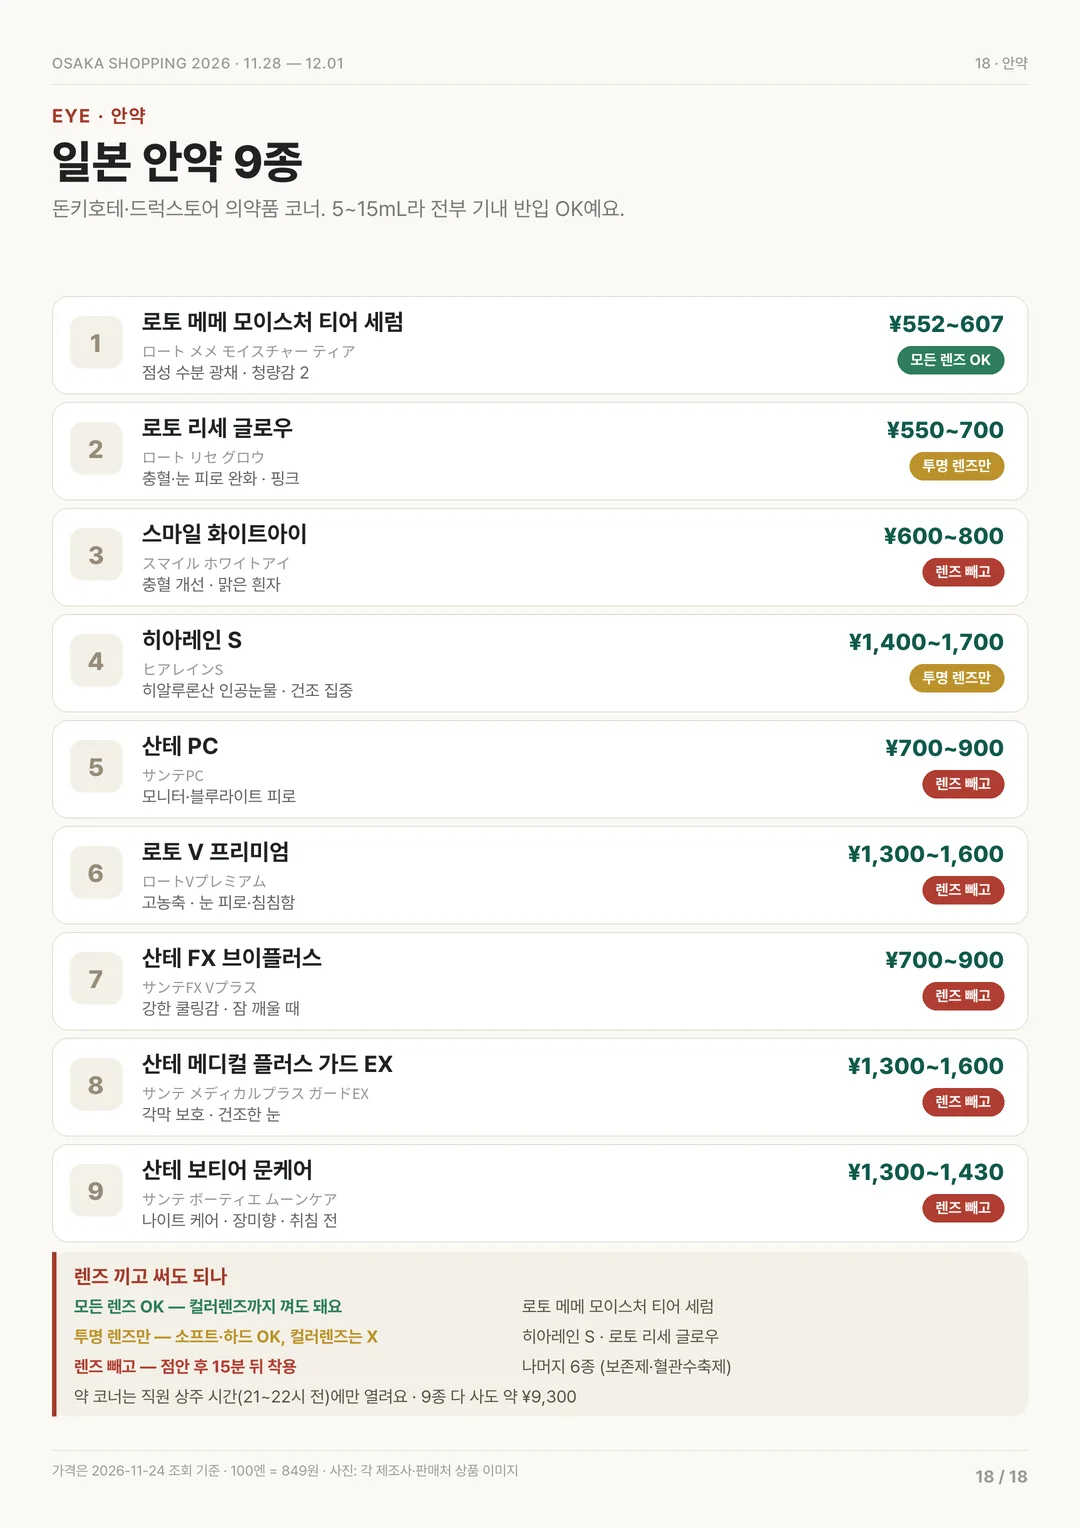 OSAKA SHOPPING 2026 · 11.28 — 12.01
18 · 안약
EYE · 안약
일본 안약 9종
돈키호테·드럭스토어 의약품 코너. 5~15mL라 전부 기내 반입 OK예요.
1
로토 메메 모이스처 티어 세럼
ロート メメ モイスチャー ティア
점성 수분 광채 · 청량감 2
¥552~607
모든 렌즈 OK
2
로토 리세 글로우
ロート リセ グロウ
충혈·눈 피로 완화 · 핑크
¥550~700
투명 렌즈만
3
스마일 화이트아이
スマイル ホワイトアイ
충혈 개선 · 맑은 흰자
¥600~800
렌즈 빼고
4
히아레인 S
ヒアレインS
히알루론산 인공눈물 · 건조 집중
¥1,400~1,700
투명 렌즈만
5
산테 PC
サンテPC
모니터·블루라이트 피로
¥700~900
렌즈 빼고
6
로토 V 프리미엄
ロートVプレミアム
고농축 · 눈 피로·침침함
¥1,300~1,600
렌즈 빼고
7
산테 FX 브이플러스
サンテFX Vプラス
강한 쿨링감 · 잠 깨울 때
¥700~900
렌즈 빼고
8
산테 메디컬 플러스 가드 EX
サンテ メディカルプラス ガードEX
각막 보호 · 건조한 눈
¥1,300~1,600
렌즈 빼고
9
산테 보티어 문케어
サンテ ボーティエ ムーンケア
나이트 케어 · 장미향 · 취침 전
¥1,300~1,430
렌즈 빼고
렌즈 끼고 써도 되나
모든 렌즈 OK — 컬러렌즈까지 껴도 돼요
로토 메메 모이스처 티어 세럼
투명 렌즈만 — 소프트·하드 OK, 컬러렌즈는 X
히아레인 S · 로토 리세 글로우
렌즈 빼고 — 점안 후 15분 뒤 착용
나머지 6종 (보존제·혈관수축제)
약 코너는 직원 상주 시간(21~22시 전)에만 열려요 · 9종 다 사도 약 ¥9,300
가격은 2026-11-24 조회 기준 · 100엔 = 849원 · 사진: 각 제조사·판매처 상품 이미지
18 / 18